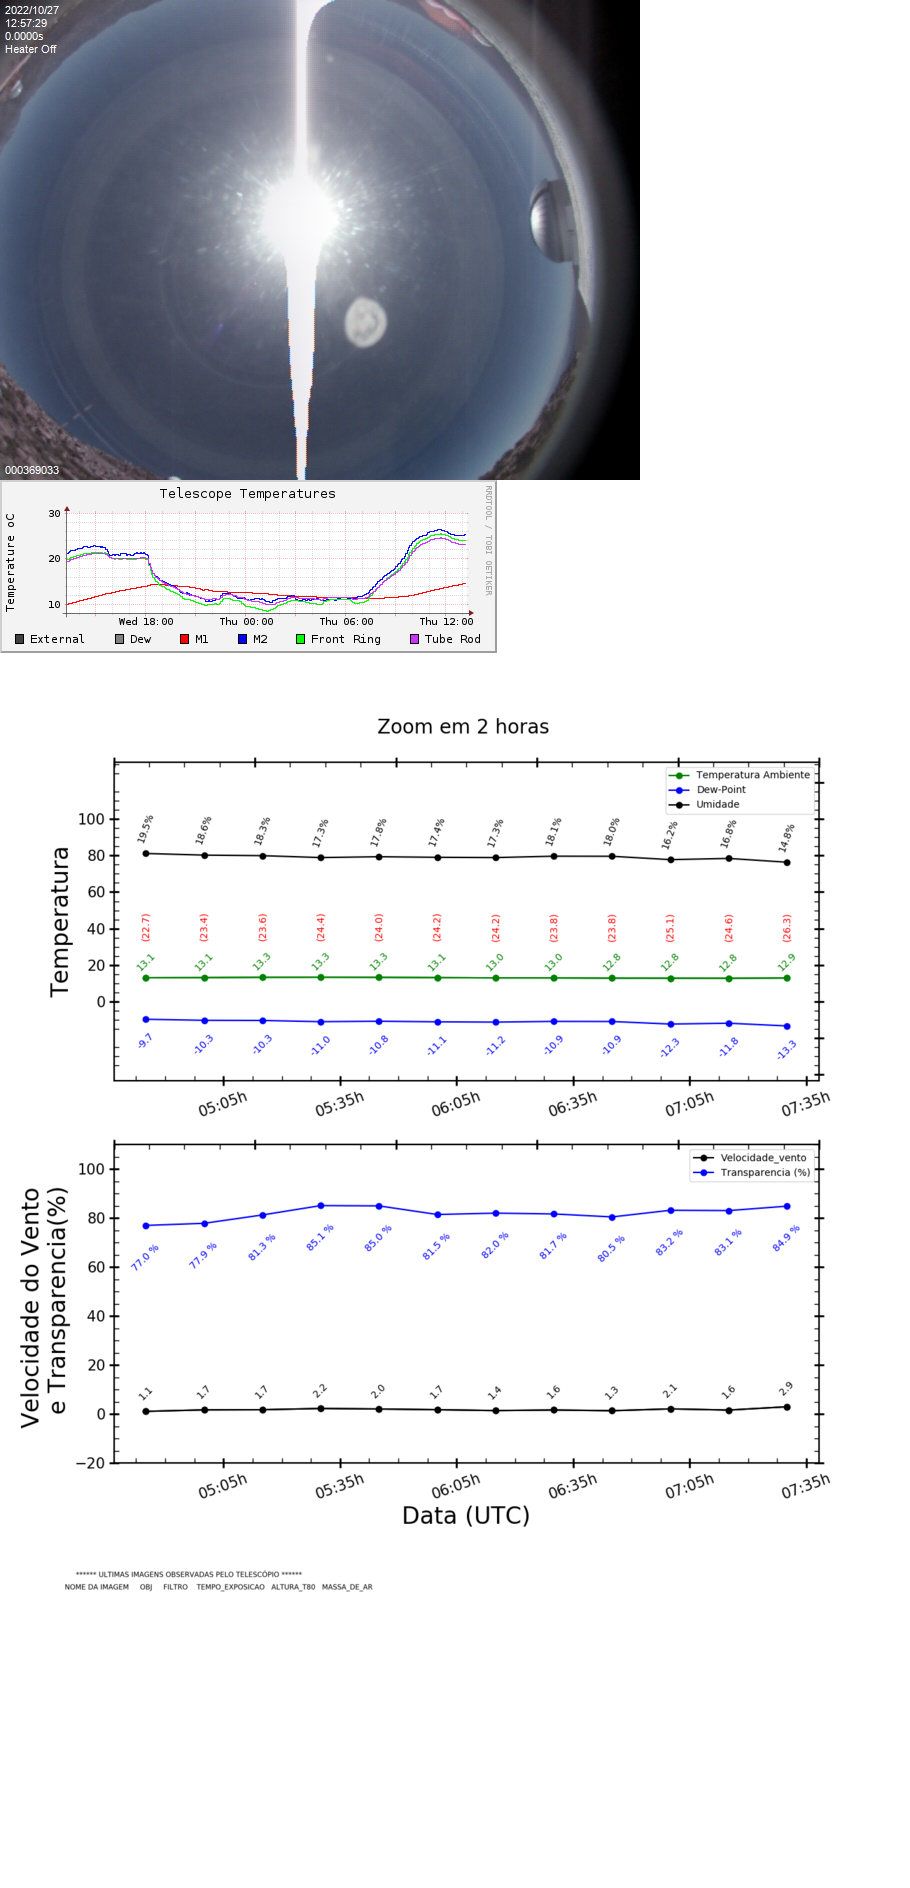 2022/10/27
12:57:29
0.0000s
Heater Off
000369033
Telescope Temperatures
RRDTOOL / TOBI OETIKER
Temperature oC
30
20
10
Wed 18:00 Thu 00:00 Thu 06:00 Thu 12:00
External Dew M1 M2 Front Ring Tube Rod
Zoom em 2 horas
Temperatura Ambiente
Dew-Point
Umidade
Temperatura
100
80
60
40
20
0
19.5% 18.6% 18.3% 17.3% 17.8% 17.4% 17.3% 18.1% 18.0% 16.2% 16.8% 14.8%
(22.7) (23.4) (23.6) (24.4) (24.0) (24.2) (24.2) (23.8) (23.8) (25.1) (24.6) (26.3)
13.1 13.1 13.3 13.3 13.3 13.1 13.0 13.0 12.8 12.8 12.8 12.9
-9.7 -10.3 -10.3 -11.0 -10.8 -11.1 -11.2 -10.9 -10.9 -12.3 -11.8 -13.3
05:05h 05:35h 06:05h 06:35h 07:05h 07:35h
Velocidade_vento
Transparencia (%)
Velocidade do Vento
e Transparencia(%)
100
80
60
40
20
0
−20
77.0 % 77.9 % 81.3 % 85.1 % 85.0 % 81.5 % 82.0 % 81.7 % 80.5 % 83.2 % 83.1 % 84.9 %
1.1 1.7 1.7 2.2 2.0 1.7 1.4 1.6 1.3 2.1 1.6 2.9
05:05h 05:35h 06:05h 06:35h 07:05h 07:35h
Data (UTC)
****** ULTIMAS IMAGENS OBSERVADAS PELO TELESCÓPIO ******
NOME DA IMAGEM OBJ FILTRO TEMPO_EXPOSICAO ALTURA_T80 MASSA_DE_AR